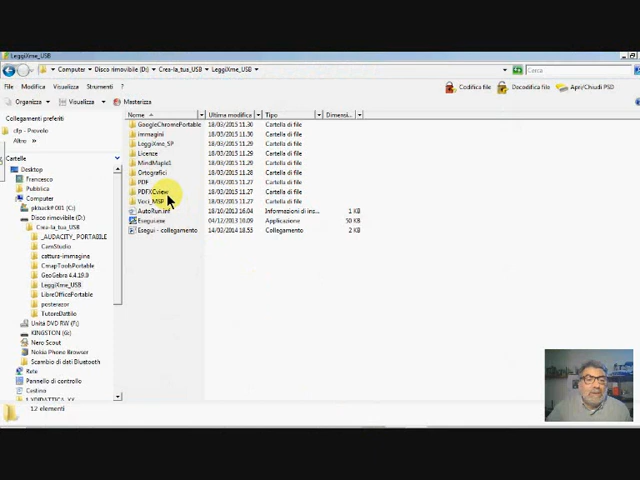 LeggiXme_USB
Computer ▸ Disco rimovibile (D:) ▸ Crea-la_tua_USB ▸ LeggiXme_USB
Cerca
File Modifica Visualizza Strumenti ?
Codifica file Decodifica file Apri/Chiudi PSD
Organizza Visualizza Masterizza
Collegamenti preferiti
cfp - Piovolo
Altro »
Cartelle
Desktop
Francesco
Pubblica
Computer
Disco rimovibile (D:)
Crea-la_tua_USB
_AUDACITY_PORTABLE
CamStudio
cattura-immagina
CmapToolsPortable
GeoGebra 4.4.19.0
LeggiXme_USB
LibreOfficePortable
posterazor
TutoreDattilo
Unità DVD RW (F:)
KINGSTON (G:)
Nero Scout
Nokia Phone Browser
Scambio di dati Bluetooth
Rete
Pannello di controllo
Cestino
Nome Ultima modifica Tipo Dimensi...
GoogleChromePortable 18/03/2015 11.30 Cartella di file
immagini 18/03/2015 11.30 Cartella di file
LeggiXme_SP 18/03/2015 11.29 Cartella di file
Licenze 18/03/2015 11.29 Cartella di file
MindMaple1 18/03/2015 11.29 Cartella di file
Ortografici 18/03/2015 11.28 Cartella di file
PDF 18/03/2015 11.27 Cartella di file
PDFXCview 18/03/2015 11.27 Cartella di file
Voci_MSP 18/03/2015 11.27 Cartella di file
AutoRun.inf 18/10/2013 16.04 Informazioni di ins... 1 KB
Esegui.exe 04/12/2013 16.09 Applicazione 50 KB
Esegui - collegamento 14/03/2014 18.53 Collegamento 2 KB
12 elementi